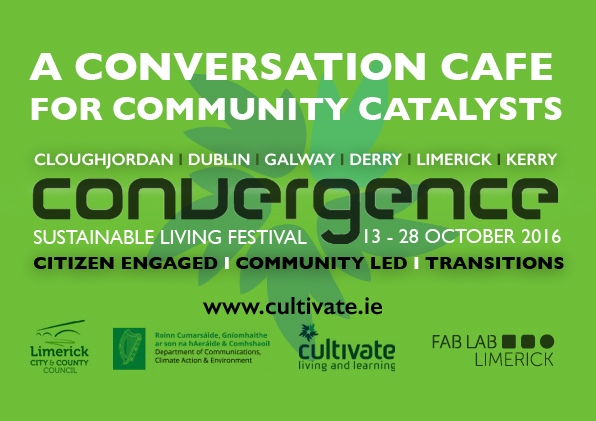 A CONVERSATION CAFE
FOR COMMUNITY CATALYSTS
CLOUGHJORDAN I DUBLIN I GALWAY I DERRY I LIMERICK I KERRY
convergence
SUSTAINABLE LIVING FESTIVAL 13 - 28 OCTOBER 2016
CITIZEN ENGAGED I COMMUNITY LED I TRANSITIONS
www.cultivate.ie
Limerick
CITY & COUNTY
COUNCIL
Roinn Cumarsáide, Gníomhaithe
ar son na hAeráide & Comhshaoil
Department of Communications,
Climate Action & Environment
cultivate
living and learning
FAB LAB
LIMERICK